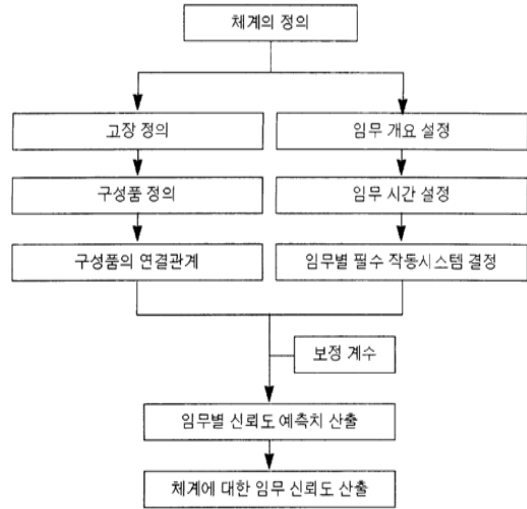 체계의 정의
고장 정의
임무 개요 설정
구성품 정의
임무 시간 설정
구성품의 연결관계
임무별 필수 작동시스템 결정
보정 계수
임무별 신뢰도 예측치 산출
체계에 대한 임무 신뢰도 산출